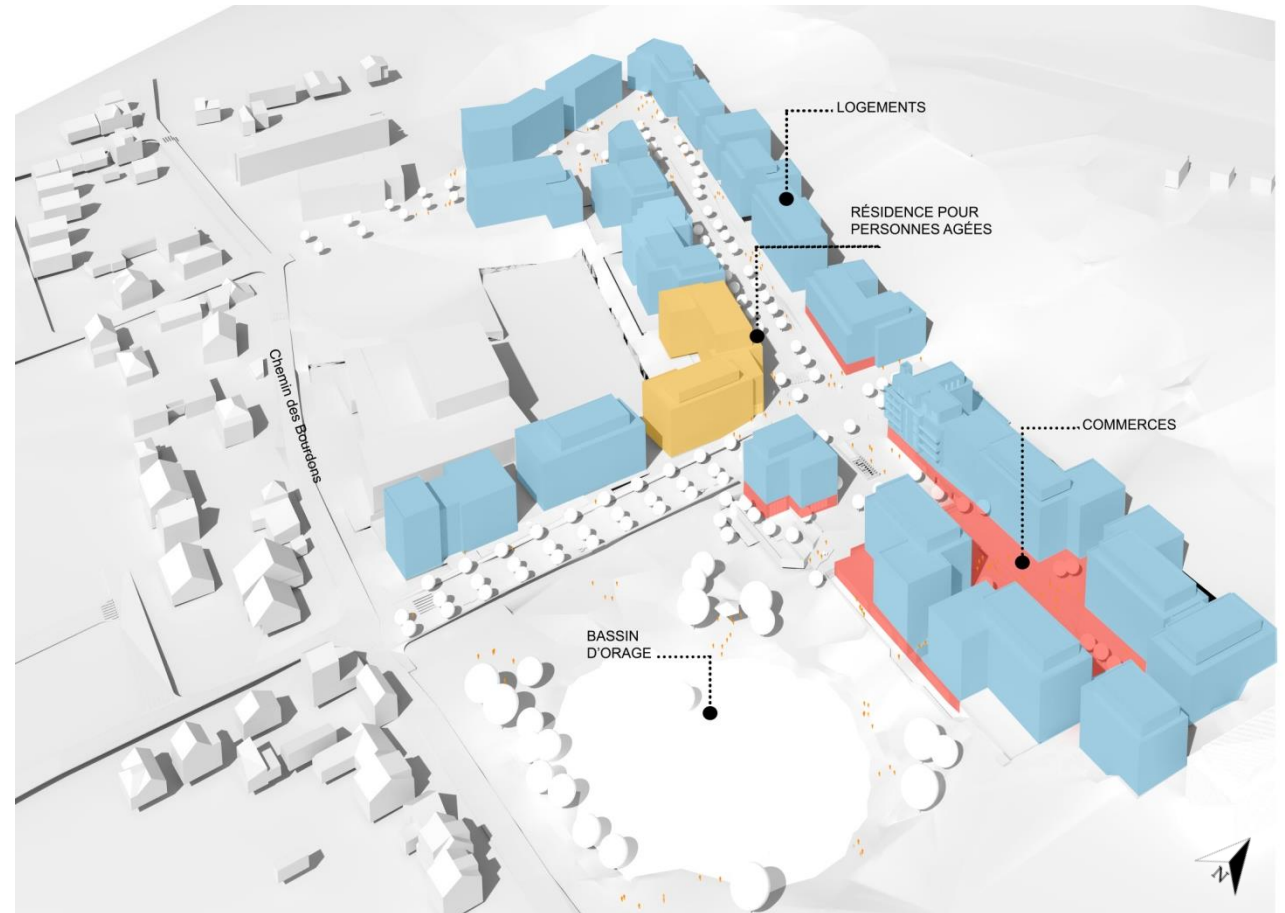 LOGEMENTS
RÉSIDENCE POUR
PERSONNES AGÉES
Chemin des Bourdons
COMMERCES
BASSIN
D'ORAGE
N